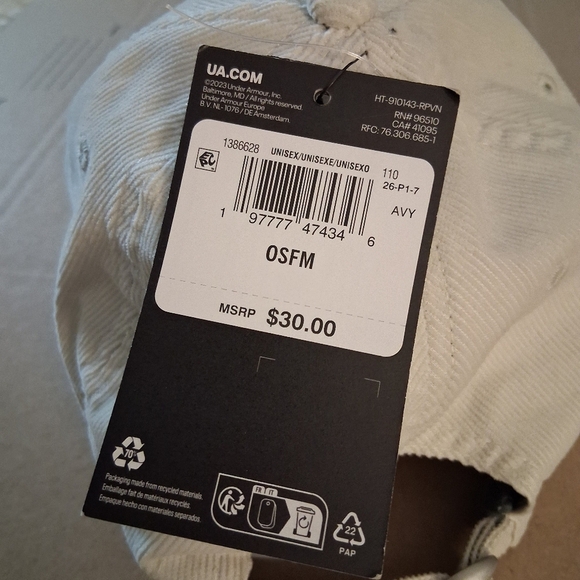 UA.COM
©2023 Under Armour, Inc.
Baltimore, MD / All rights reserved.
Under Armour Europe
B.V. NL-1076 / DE Amsterdam.
HT-910143-RPVN
RN# 96510
CA# 41095
RFC: 76.306.685-1
1386628 UNISEX/UNISEXE/UNISEXO 110
26-P1-7
AVY
1 97777 47434 6
OSFM
MSRP $30.00
70%
Packaging made from recycled materials.
Emballage fait de matériaux recyclés.
Empaque hecho con materiales separados.
FR IT
22
PAP